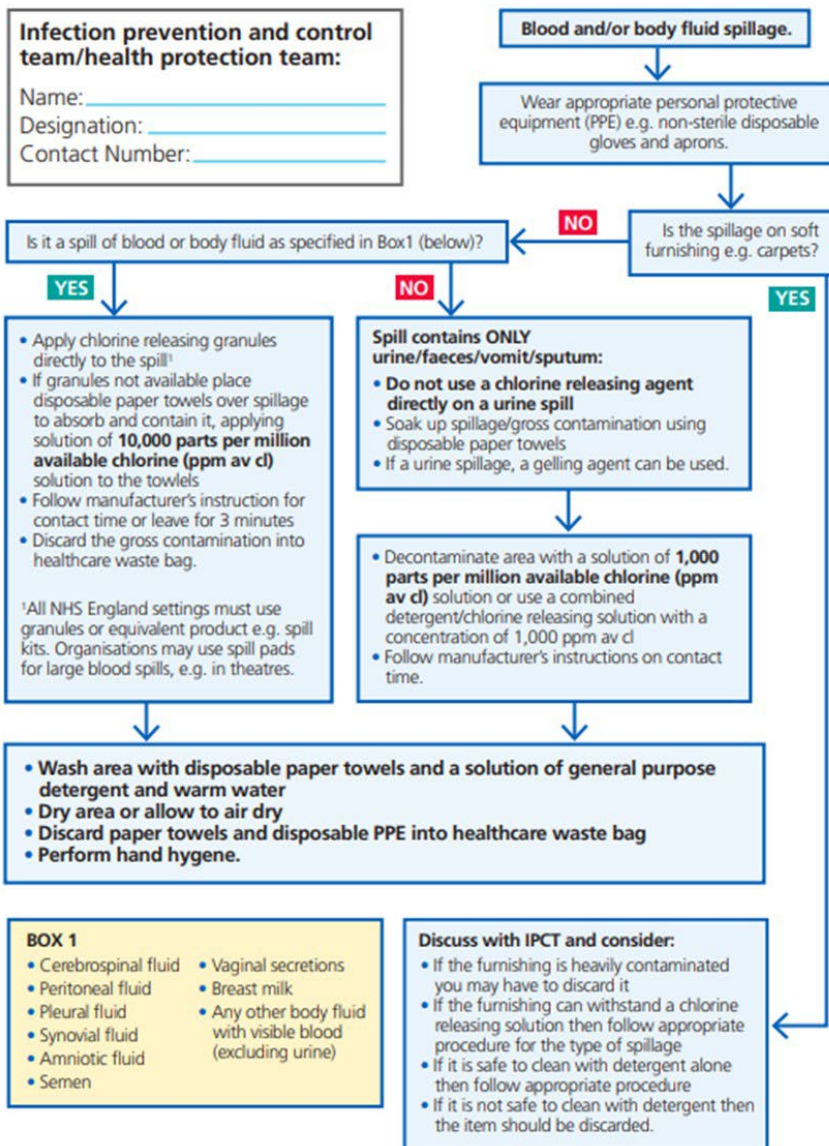 Infection prevention and control
team/health protection team:
Name:
Designation:
Contact Number:
Blood and/or body fluid spillage.
Wear appropriate personal protective
equipment (PPE) e.g. non-sterile disposable
gloves and aprons.
Is the spillage on soft
furnishing e.g. carpets?
NO
YES
Is it a spill of blood or body fluid as specified in Box1 (below)?
YES
NO
• Apply chlorine releasing granules
directly to the spill¹
• If granules not available place
disposable paper towels over spillage
to absorb and contain it, applying
solution of 10,000 parts per million
available chlorine (ppm av cl)
solution to the towlels
• Follow manufacturer's instruction for
contact time or leave for 3 minutes
• Discard the gross contamination into
healthcare waste bag.
¹All NHS England settings must use
granules or equivalent product e.g. spill
kits. Organisations may use spill pads
for large blood spills, e.g. in theatres.
Spill contains ONLY
urine/faeces/vomit/sputum:
• Do not use a chlorine releasing agent
directly on a urine spill
• Soak up spillage/gross contamination using
disposable paper towels
• If a urine spillage, a gelling agent can be used.
• Decontaminate area with a solution of 1,000
parts per million available chlorine (ppm
av cl) solution or use a combined
detergent/chlorine releasing solution with a
concentration of 1,000 ppm av cl
• Follow manufacturer's instructions on contact
time.
• Wash area with disposable paper towels and a solution of general purpose
detergent and warm water
• Dry area or allow to air dry
• Discard paper towels and disposable PPE into healthcare waste bag
• Perform hand hygene.
BOX 1
• Cerebrospinal fluid
• Peritoneal fluid
• Pleural fluid
• Synovial fluid
• Amniotic fluid
• Semen
• Vaginal secretions
• Breast milk
• Any other body fluid
with visible blood
(excluding urine)
Discuss with IPCT and consider:
• If the furnishing is heavily contaminated
you may have to discard it
• If the furnishing can withstand a chlorine
releasing solution then follow appropriate
procedure for the type of spillage
• If it is safe to clean with detergent alone
then follow appropriate procedure
• If it is not safe to clean with detergent then
the item should be discarded.